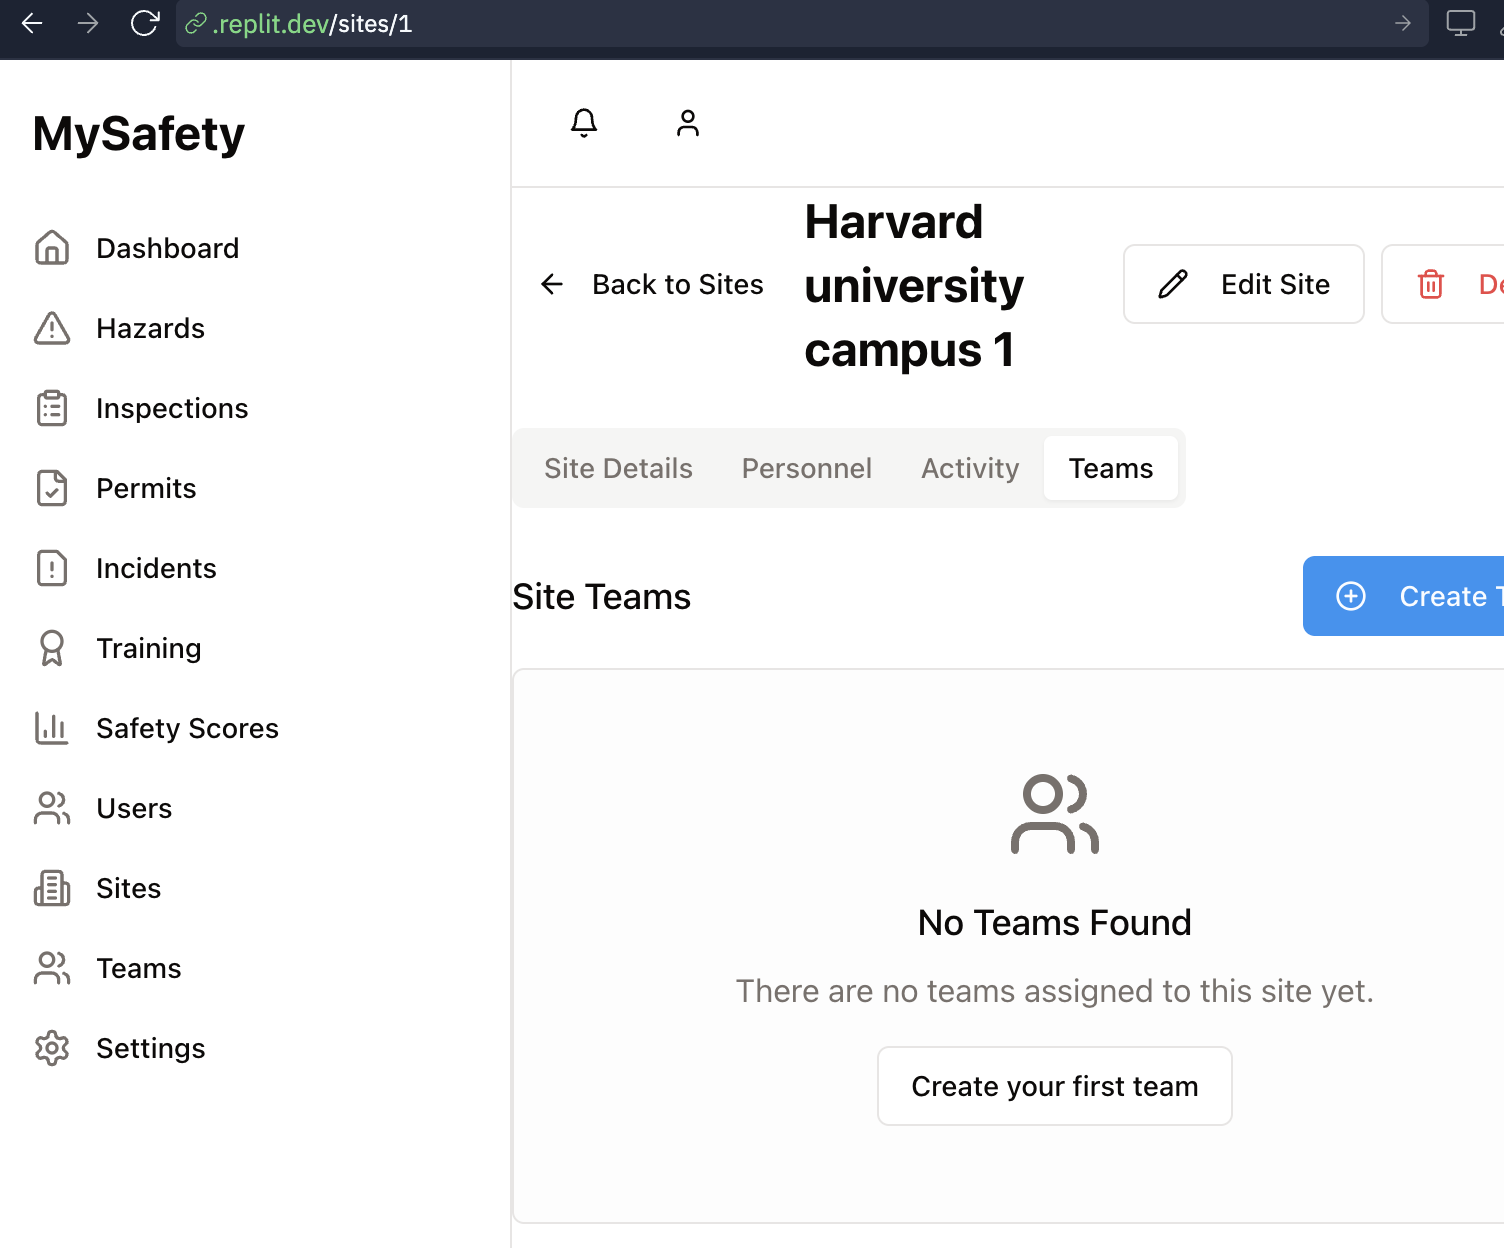 .replit.dev/sites/1
MySafety
Dashboard
Hazards
Inspections
Permits
Incidents
Training
Safety Scores
Users
Sites
Teams
Settings
Back to Sites
Harvard
university
campus 1
Edit Site
De
Site Details
Personnel
Activity
Teams
Site Teams
Create T
No Teams Found
There are no teams assigned to this site yet.
Create your first team